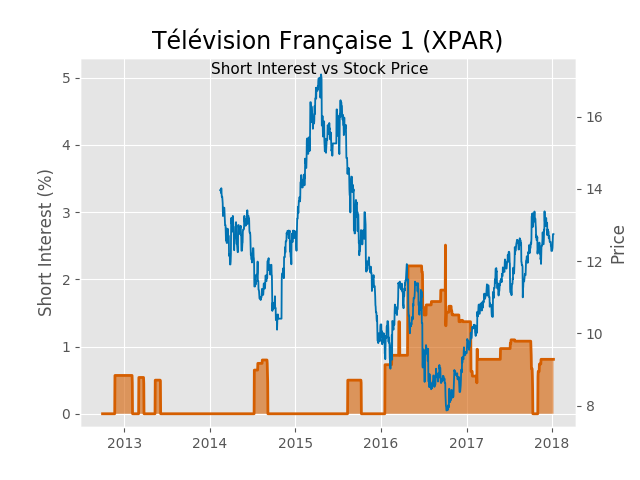 Télévision Française 1 (XPAR)
Short Interest vs Stock Price
Short Interest (%)
5
4
3
2
1
0
16
14
12
10
8
Price
2013 2014 2015 2016 2017 2018